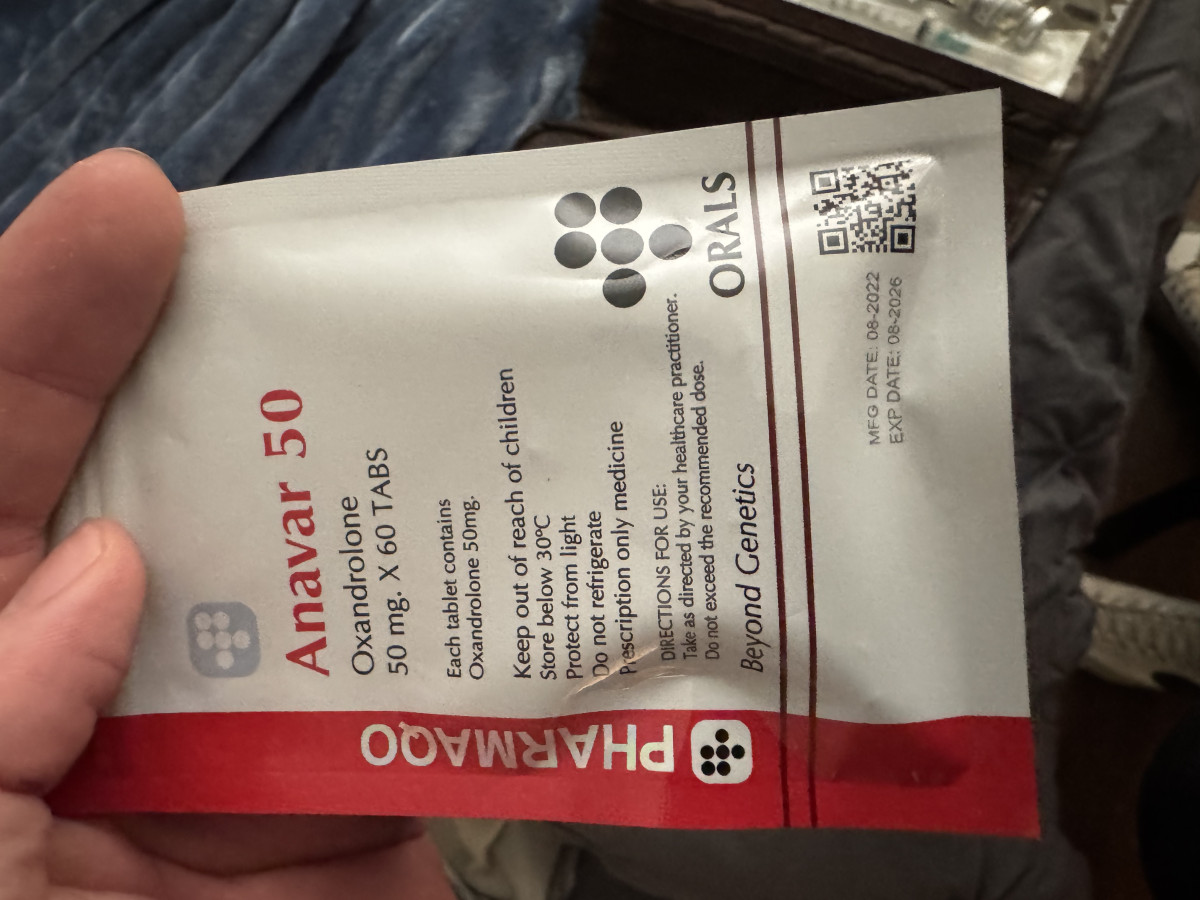 Anavar 50
Oxandrolone
50 mg. X 60 TABS
Each tablet contains
Oxandrolone 50mg.
Keep out of reach of children
Store below 30°C
Protect from light
Do not refrigerate
Prescription only medicine
DIRECTIONS FOR USE:
Take as directed by your healthcare practitioner.
Do not exceed the recommended dose.
Beyond Genetics
ORALS
MFG DATE: 08-2022
EXP DATE: 08-2026
PHARMAQO